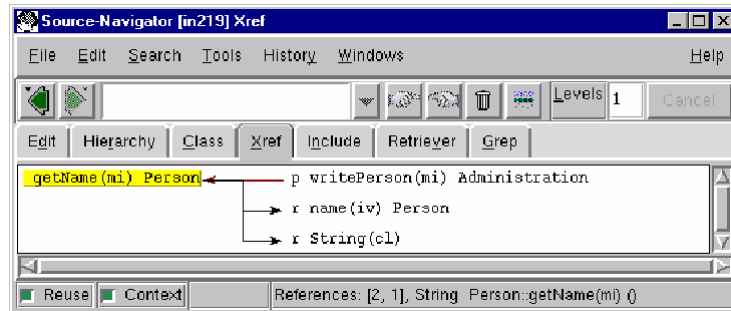 Source-Navigator [in219] Xref
File Edit Search Tools History Windows Help
Levels 1 Cancel
Edit Hierarchy Class Xref Include Retriever Grep
getName(mi) Person p writePerson(mi) Administration
r name(iv) Person
r String(cl)
Reuse Context References: [2, 1], String Person::getName(mi) ()